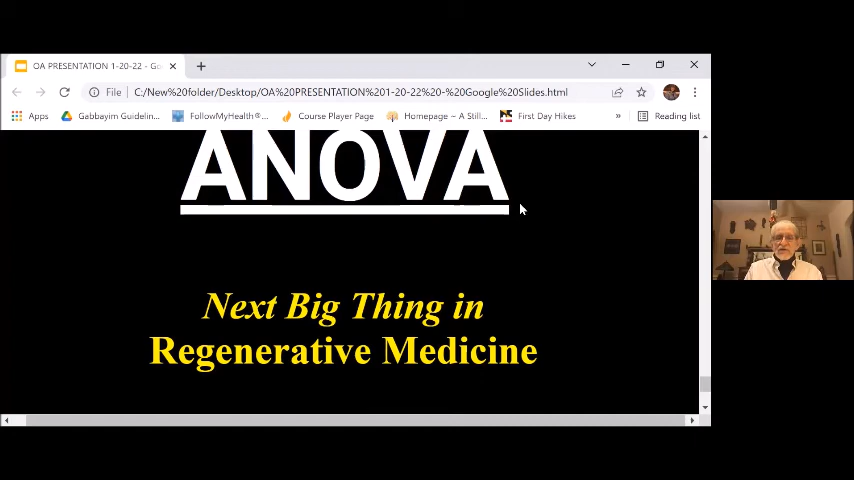 OA PRESENTATION 1-20-22 - Go
File
C:/New%20folder/Desktop/OA%20PRESENTATION%201-20-22%20-%20Google%20Slides.html
Apps
Gabbayim Guidelin...
FollowMyHealth®...
Course Player Page
Homepage ~ A Still...
First Day Hikes
»
Reading list
ANOVA
Next Big Thing in
Regenerative Medicine